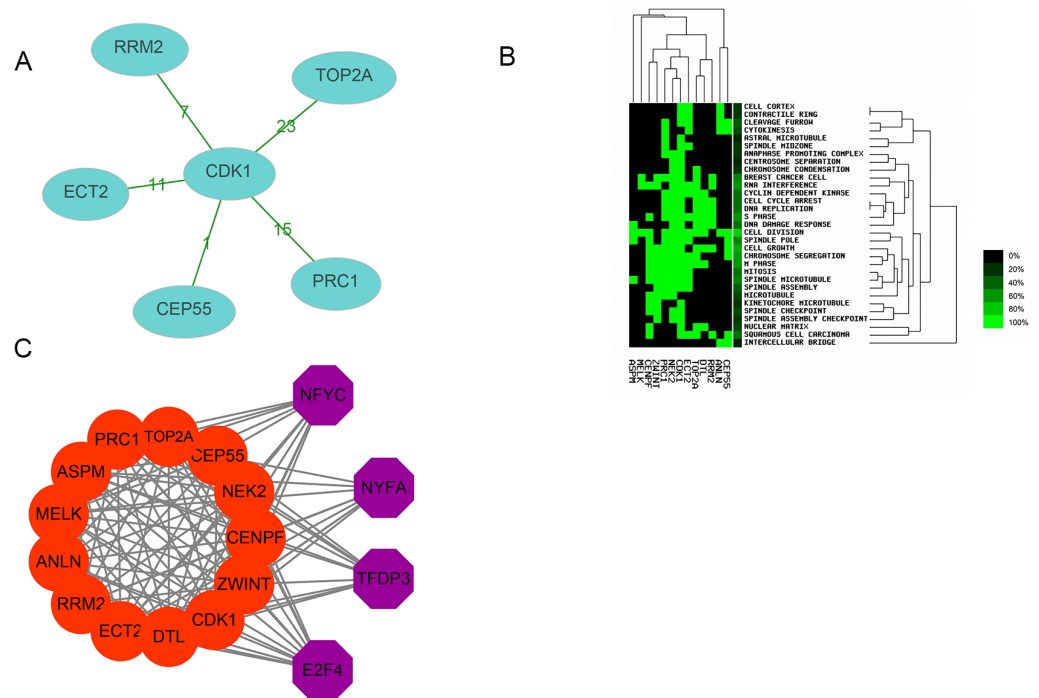 A
RRM2
TOP2A
7
23
CDK1
ECT2
11
1
15
PRC1
CEP55
B
CELL CORTEX
CONTRACTILE RING
CLEAVAGE FURROW
CYTOKINESIS
ASTRAL MICROTUBULE
SPINDLE MIDZONE
ANAPHASE PROMOTING COMPLEX
CENTROSOME SEPARATION
CHROMOSOME CONDENSATION
BREAST CANCER CELL
RNA INTERFERENCE
CYCLIN DEPENDENT KINASE
CELL CYCLE ARREST
DNA REPLICATION
S PHASE
DNA DAMAGE RESPONSE
CELL DIVISION
SPINDLE POLE
CELL GROWTH
CHROMOSOME SEGREGATION
M PHASE
MITOSIS
SPINDLE MICROTUBULE
SPINDLE ASSEMBLY
MICROTUBULE
KINETOCHORE MICROTUBULE
SPINDLE CHECKPOINT
SPINDLE ASSEMBLY CHECKPOINT
NUCLEAR MATRIX
SQUAMOUS CELL CARCINOMA
INTERCELLULAR BRIDGE
ASPM
MELK
CENPF
ZWINT
PRC1
NEK2
CDK1
ECT2
TOP2A
DTL
RRM2
ANLN
CEP55
0%
20%
40%
60%
80%
100%
C
NFYC
PRC1
TOP2A
CEP55
ASPM
NEK2
NYFA
MELK
CENPF
ANLN
ZWINT
TFDP3
RRM2
CDK1
ECT2
DTL
E2F4